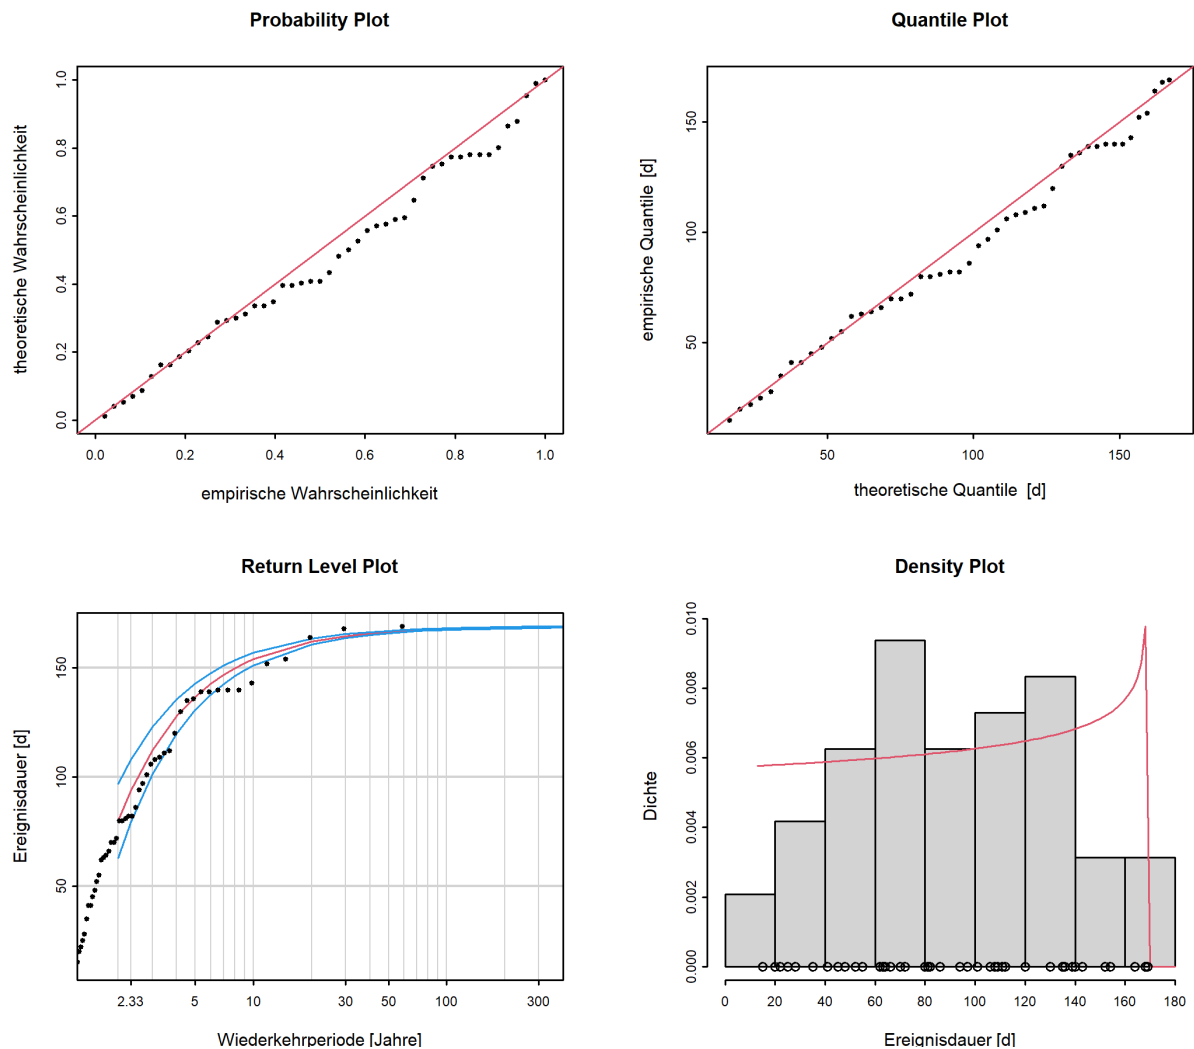 Probability Plot
theoretische Wahrscheinlichkeit
0.0 0.2 0.4 0.6 0.8 1.0
0.0 0.2 0.4 0.6 0.8 1.0
empirische Wahrscheinlichkeit
Quantile Plot
empirische Quantile [d]
50 100 150
50 100 150
theoretische Quantile [d]
Return Level Plot
Ereignisdauer [d]
50 100 150
2.33 5 10 30 50 100 300
Wiederkehrperiode [Jahre]
Density Plot
Dichte
0.000 0.002 0.004 0.006 0.008 0.010
0 20 40 60 80 100 120 140 160 180
Ereignisdauer [d]